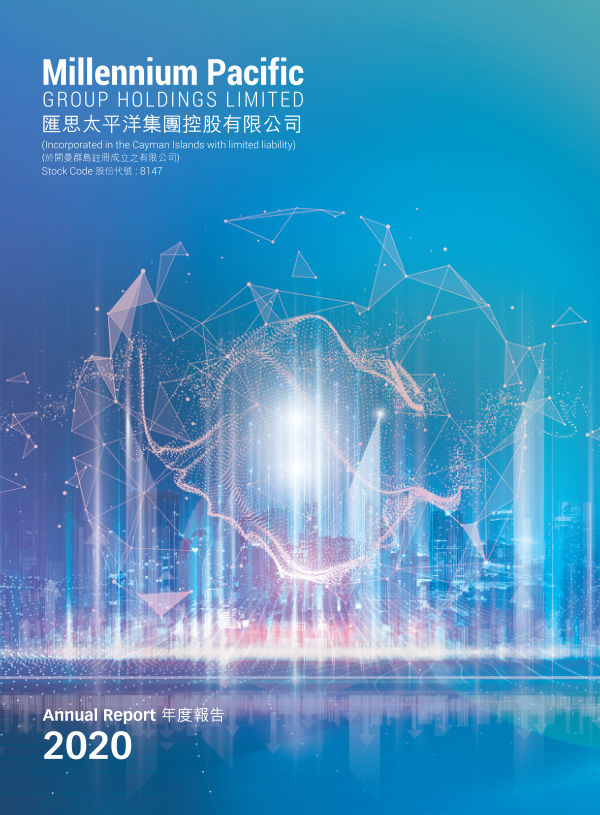 Millennium Pacific
GROUP HOLDINGS LIMITED
匯思太平洋集團控股有限公司
(Incorporated in the Cayman Islands with limited liability)
(於開曼群島註冊成立之有限公司)
Stock Code 股份代號 : 8147
Annual Report 年度報告
2020